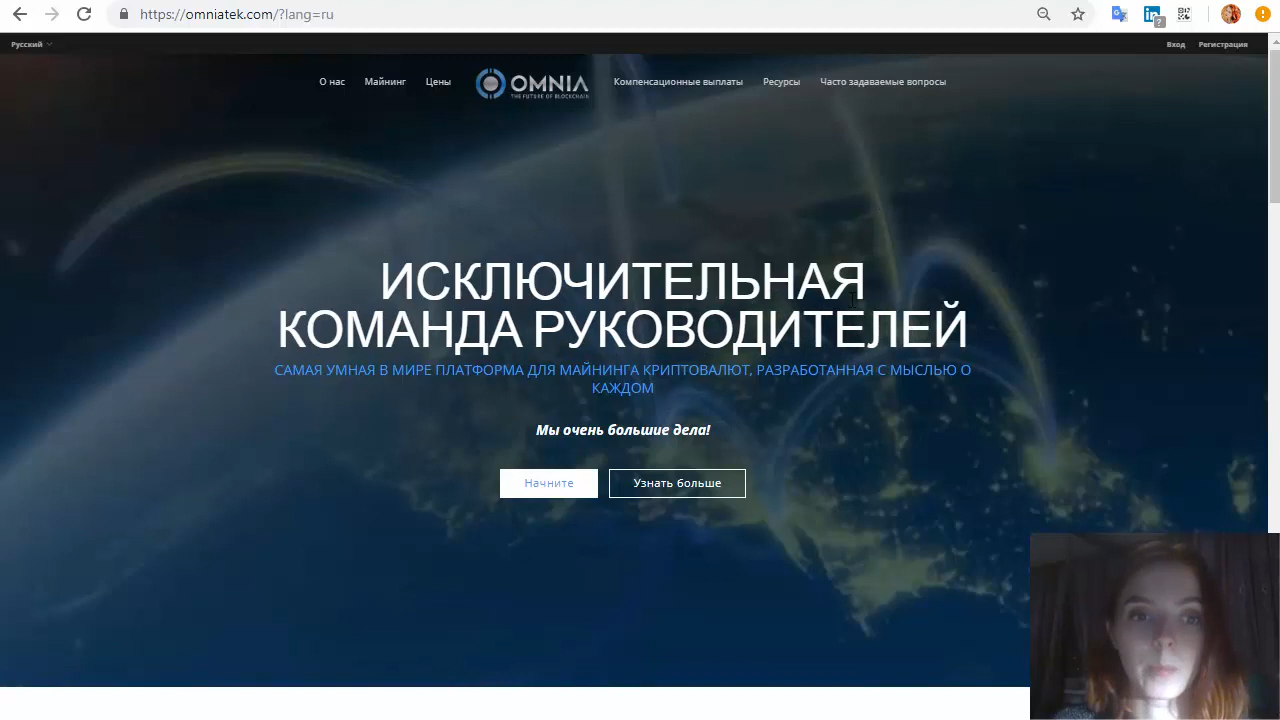 https://omniatek.com/?lang=ru
Русский
Вход Регистрация
О нас Майнинг Цены OMNIA Компенсационные выплаты Ресурсы Часто задаваемые вопросы
THE FUTURE OF BLOCKCHAIN
ИСКЛЮЧИТЕЛЬНАЯ
КОМАНДА РУКОВОДИТЕЛЕЙ
САМАЯ УМНАЯ В МИРЕ ПЛАТФОРМА ДЛЯ МАЙНИНГА КРИПТОВАЛЮТ, РАЗРАБОТАННАЯ С МЫСЛЬЮ О
КАЖДОМ
Мы очень большие дела!
Начните Узнать больше